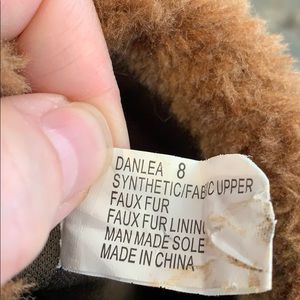 DANLEA 8
SYNTHETIC/FABRIC UPPER
FAUX FUR
FAUX FUR LINING
MAN MADE SOLE
MADE IN CHINA